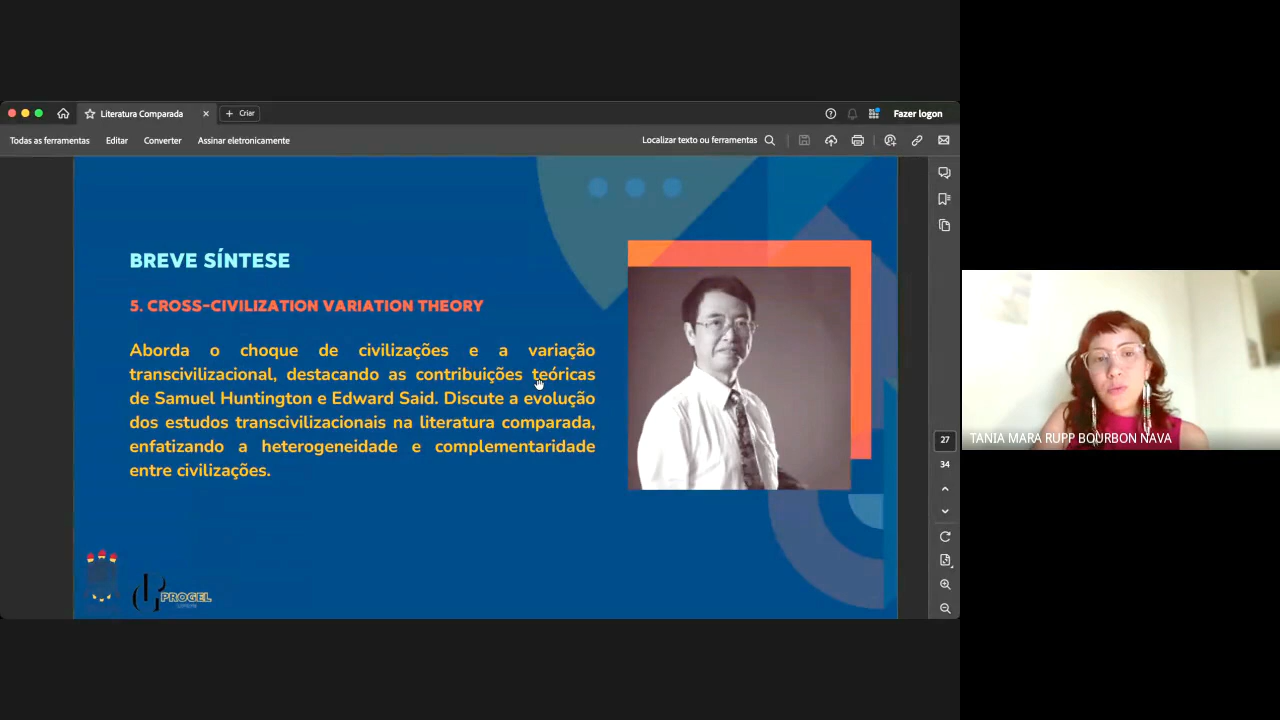 Literatura Comparada
Criar
Fazer logon
Todas as ferramentas
Editar
Converter
Assinar eletronicamente
Localizar texto ou ferramentas
BREVE SÍNTESE
5. CROSS-CIVILIZATION VARIATION THEORY
Aborda o choque de civilizações e a variação
transcivilizacional, destacando as contribuições teóricas
de Samuel Huntington e Edward Said. Discute a evolução
dos estudos transcivilizacionais na literatura comparada,
enfatizando a heterogeneidade e complementaridade
entre civilizações.
PROGEL
27
34
TANIA MARA RUPP BOURBON NAVA